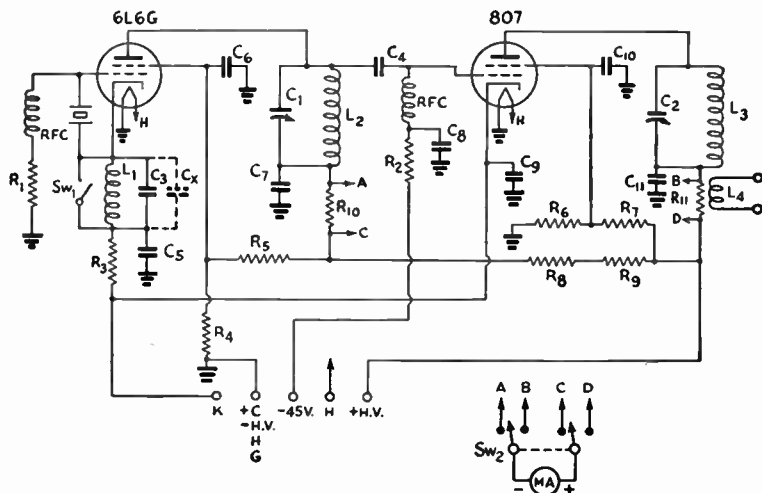 6L6G
807
C6
C10
H
H
RFC
C1
L2
C4
RFC
C2
L3
C8
R1
Sw1
L1
C3
Cx
C7
A
R2
C9
C11
B
R11
L4
R10
C
R6
R7
D
R3
C5
R5
R8
R9
R4
K
+C
-H.V.
H
G
-45V.
H
+H.V.
A B C D
Sw2
- MA +